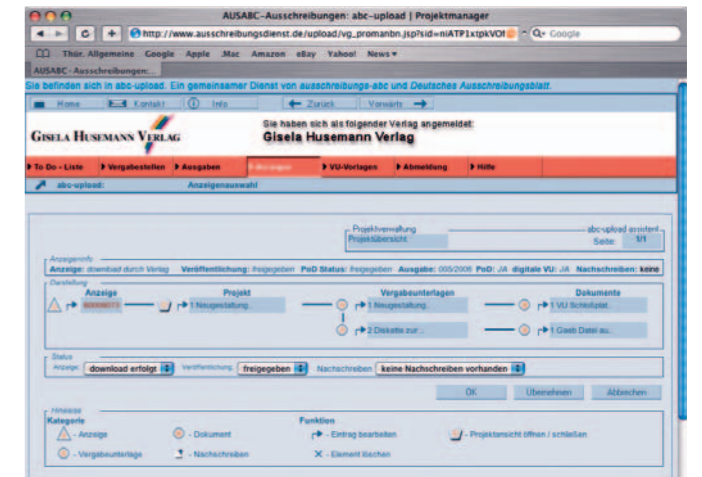 AUSABC-Ausschreibungen: abc-upload | Projektmanager
http://www.ausschreibungsdienst.de/upload/vg_promanbn.jsp?sid=niATP1xtpkVOf
Q- Google
Thür. Allgemeine Google Apple .Mac Amazon eBay Yahoo! News
AUSABC-Ausschreibungen:...
Sie befinden sich in abc-upload. Ein gemeinsamer Dienst von ausschreibungs-abc und Deutsches Ausschreibungsblatt.
Home Kontakt Info Zurück Vorwärts
GISELA HUSEMANN VERLAG
Sie haben sich als folgender Verlag angemeldet:
Gisela Husemann Verlag
To Do - Liste Vergabestellen Ausgaben VU-Vorlagen Abmeldung Hilfe
abc-upload: Anzeigenauswahl
Projektverwaltung abc-upload assistent
Projektübersicht Seite: 1/1
Anzeigeninfo
Anzeige: download durch Verlag Veröffentlichung: freigegeben PoD Status: freigegeben Ausgabe: 005/2006 PoD: JA digitale VU: JA Nachschreiben: keine
Darstellung
Anzeige Projekt Vergabeunterlagen Dokumente
1 Neugestaltung.. 1 Neugestaltung.. 1 VU Schloßplat..
2 Diskette zur .. 1 Gaeb Datei au..
Status
Anzeige: download erfolgt Veröffentlichung: freigegeben Nachschreiben: keine Nachschreiben vorhanden
OK Übernehmen Abbrechen
Hinweise
Kategorie Funktion
- Anzeige - Dokument - Eintrag bearbeiten - Projektansicht öffnen / schließen
- Vergabeunterlage - Nachschreiben X - Element löschen